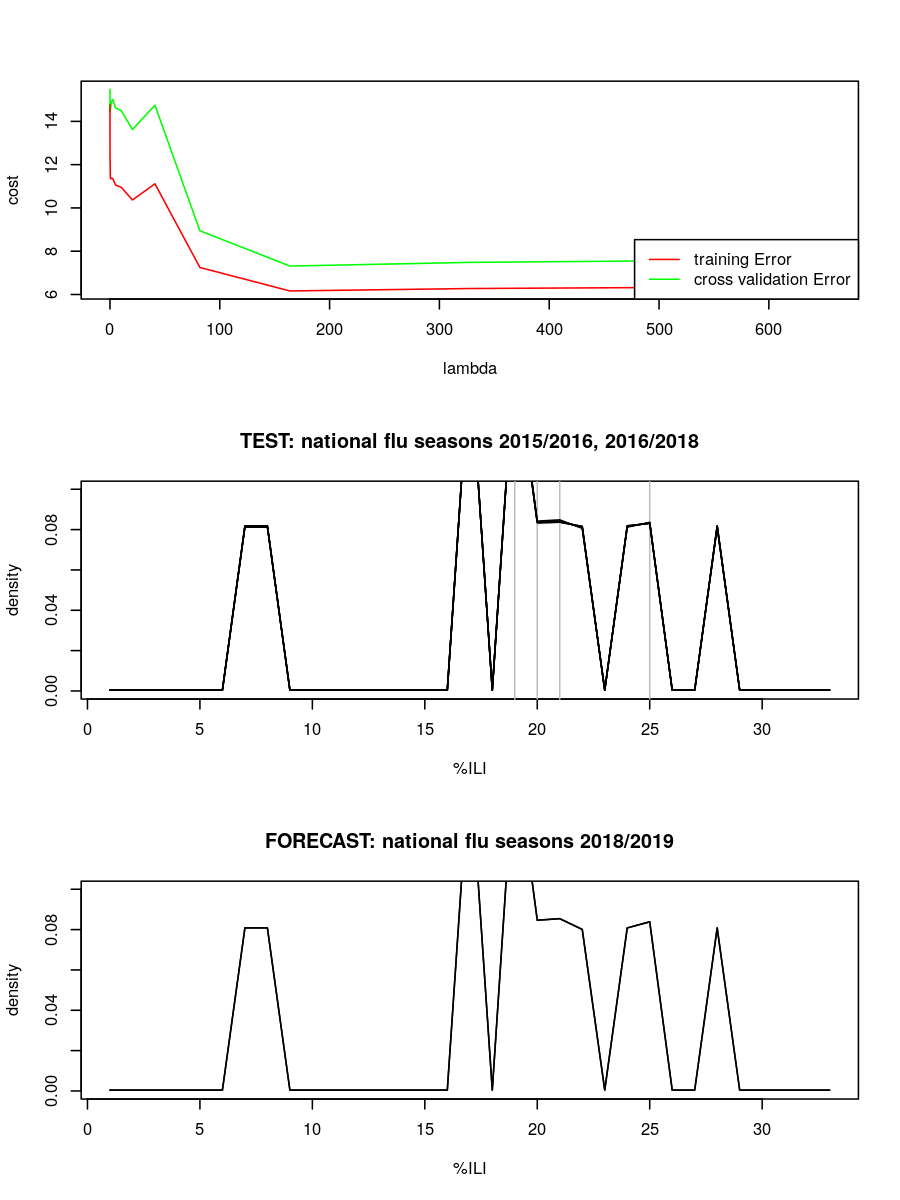 14
12
10
8
6
cost
training Error
cross validation Error
0 100 200 300 400 500 600
lambda
TEST: national flu seasons 2015/2016, 2016/2018
0.08
0.04
0.00
density
0 5 10 15 20 25 30
%ILI
FORECAST: national flu seasons 2018/2019
0.08
0.04
0.00
density
0 5 10 15 20 25 30
%ILI